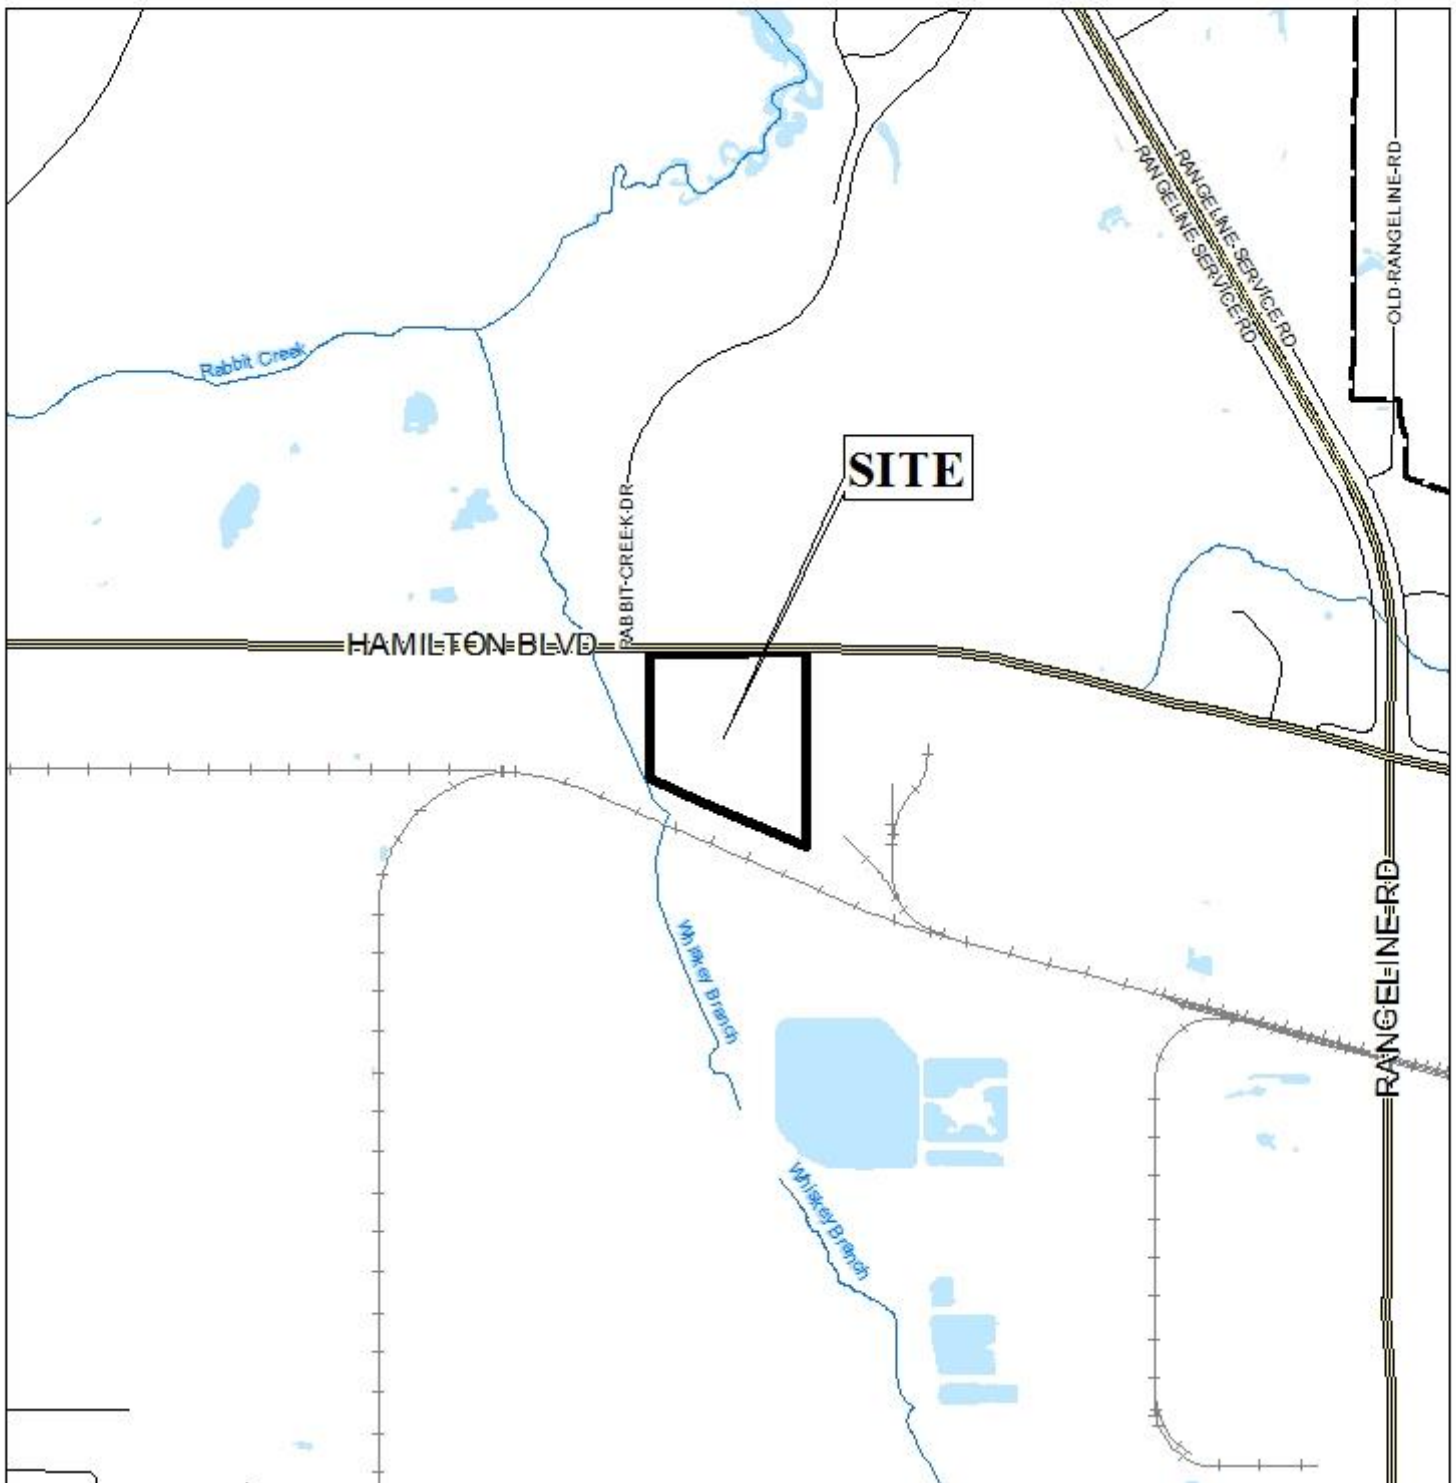 RANGELINE-SERVICE-RD
RANGELINE-SERVICE-RD
OLD-RANGELINE-RD
Rabbit Creek
SITE
RABBIT-CREEK-DR
HAMILTON BLVD
RANGELINE-RD
Whiskey Branch
Whiskey Branch